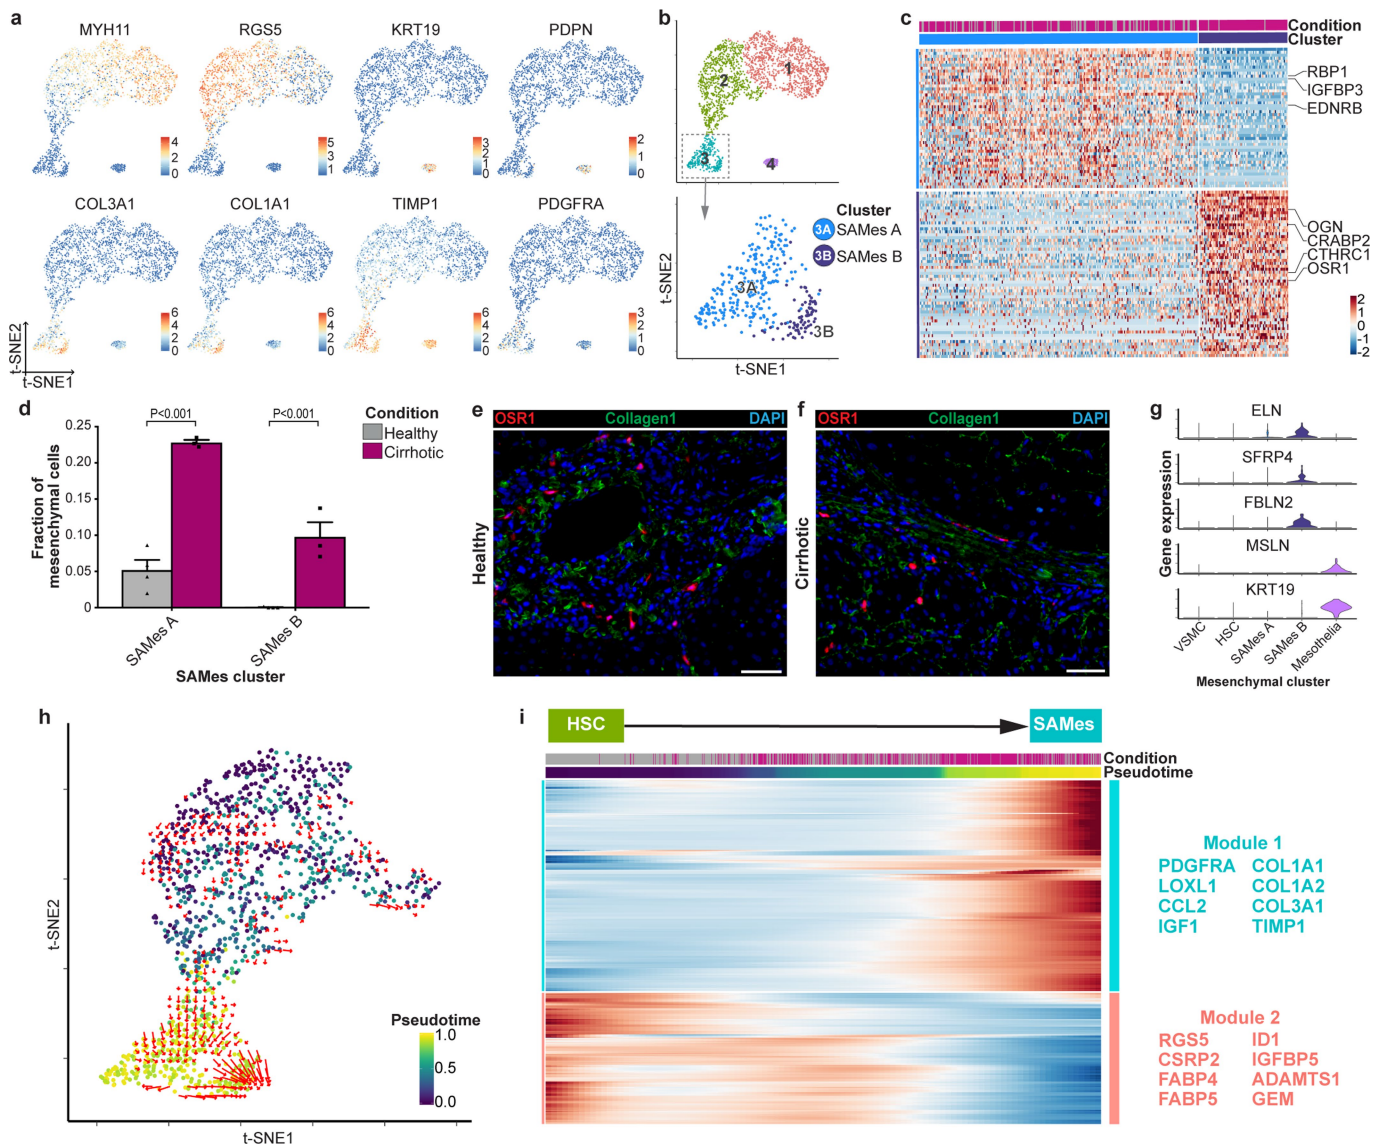 a
MYH11
RGS5
KRT19
PDPN
4
2
0
5
3
1
3
2
1
0
2
1
0
COL3A1
COL1A1
TIMP1
PDGFRA
6
4
2
0
6
4
2
0
6
4
2
0
3
2
1
0
t-SNE2
t-SNE1
b
1
2
3
4
Cluster
3A SAMes A
3B SAMes B
3A
3B
t-SNE2
t-SNE1
c
Condition
Cluster
RBP1
IGFBP3
EDNRB
OGN
CRABP2
CTHRC1
OSR1
2
1
0
-1
-2
d
P<0.001
P<0.001
Condition
Healthy
Cirrhotic
0.25
0.20
0.15
0.10
0.05
0
Fraction of
mesenchymal cells
SAMes A
SAMes B
SAMes cluster
e
OSR1 Collagen1 DAPI
Healthy
f
OSR1 Collagen1 DAPI
Cirrhotic
g
ELN
SFRP4
FBLN2
MSLN
KRT19
Gene expression
VSMC
HSC
SAMes A
SAMes B
Mesothelia
Mesenchymal cluster
h
t-SNE2
t-SNE1
Pseudotime
1.0
0.5
0.0
i
HSC
SAMes
Condition
Pseudotime
Module 1
PDGFRA COL1A1
LOXL1 COL1A2
CCL2 COL3A1
IGF1 TIMP1
Module 2
RGS5 ID1
CSRP2 IGFBP5
FABP4 ADAMTS1
FABP5 GEM